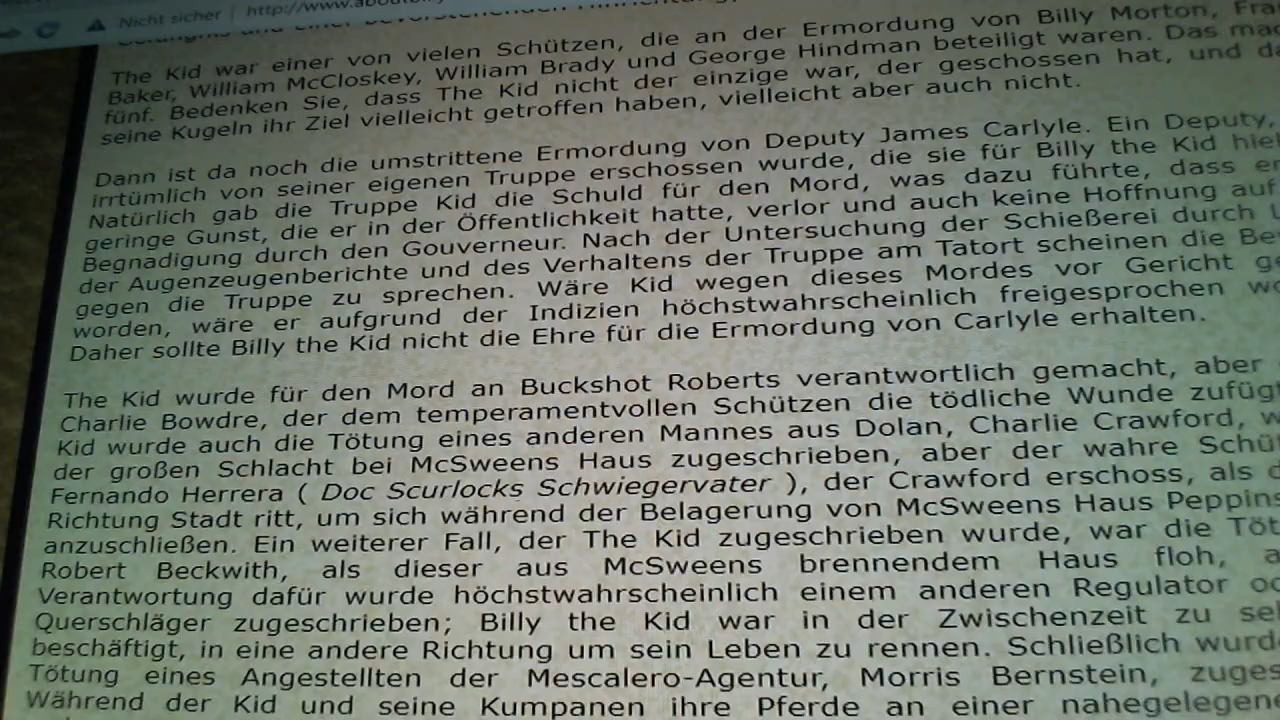 Nicht sicher | http://www.
The Kid war einer von vielen Schützen, die an der Ermordung von Billy Morton,
Baker, William McCloskey, William Brady und George Hindman beteiligt waren. Das
fünf. Bedenken Sie, dass The Kid nicht der einzige war, der geschossen hat, und
seine Kugeln ihr Ziel vielleicht getroffen haben, vielleicht aber auch nicht.
Dann ist da noch die umstrittene Ermordung von Deputy James Carlyle. Ein Deputy,
irrtümlich von seiner eigenen Truppe erschossen wurde, die sie für Billy the Kid
Natürlich gab die Truppe Kid die Schuld für den Mord, was dazu führte, dass
geringe Gunst, die er in der Öffentlichkeit hatte, verlor und auch keine Hoffnung auf
Begnadigung durch den Gouverneur. Nach der Untersuchung der Schießerei durch
der Augenzeugenberichte und des Verhaltens der Truppe am Tatort scheinen die
gegen die Truppe zu sprechen. Wäre Kid wegen dieses Mordes vor Gericht
worden, wäre er aufgrund der Indizien höchstwahrscheinlich freigesprochen
Daher sollte Billy the Kid nicht die Ehre für die Ermordung von Carlyle erhalten.
The Kid wurde für den Mord an Buckshot Roberts verantwortlich gemacht, aber
Charlie Bowdre, der dem temperamentvollen Schützen die tödliche Wunde
Kid wurde auch die Tötung eines anderen Mannes aus Dolan, Charlie Crawford,
der großen Schlacht bei McSweens Haus zugeschrieben, aber der wahre
Fernando Herrera ( Doc Scurlocks Schwiegervater ), der Crawford erschoss, als
Richtung Stadt ritt, um sich während der Belagerung von McSweens Haus
anzuschließen. Ein weiterer Fall, der The Kid zugeschrieben wurde, war die
Robert Beckwith, als dieser aus McSweens brennendem Haus floh,
Verantwortung dafür wurde höchstwahrscheinlich einem anderen Regulator
Querschläger zugeschrieben; Billy the Kid war in der Zwischenzeit zu
beschäftigt, in eine andere Richtung um sein Leben zu rennen. Schließlich
Tötung eines Angestellten der Mescalero-Agentur, Morris Bernstein,
Während der Kid und seine Kumpanen ihre Pferde an einer